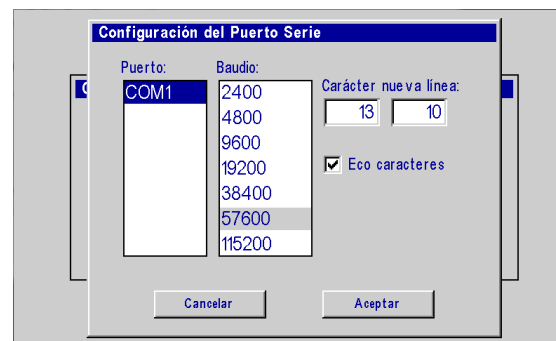 Configuración del Puerto Serie
Puerto:
COM1
Baudio:
2400
4800
9600
19200
38400
57600
115200
Carácter nueva línea:
13 10
Eco caracteres
Cancelar
Aceptar